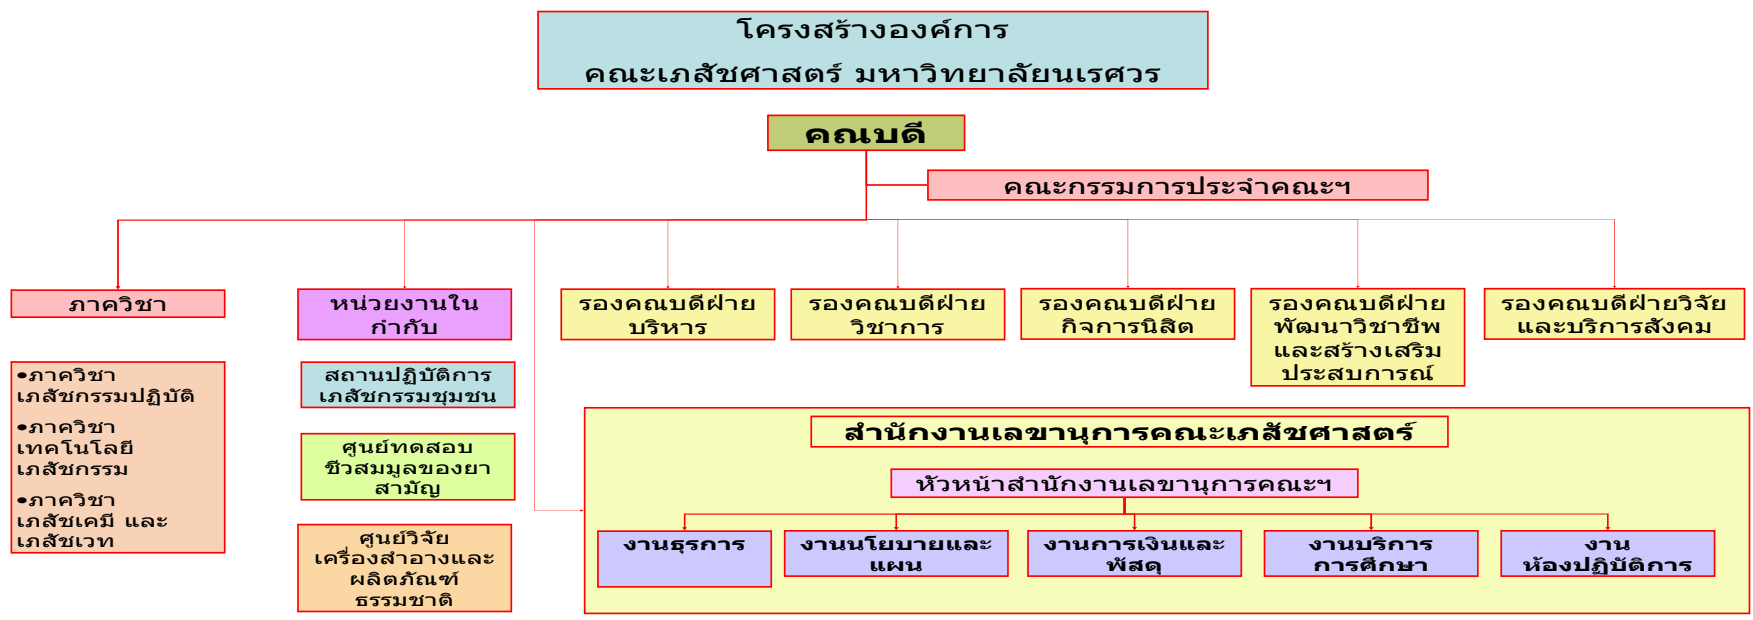 โครงสร้างองค์การ
คณะเภสัชศาสตร์ มหาวิทยาลัยนเรศวร
คณบดี
คณะกรรมการประจำคณะฯ
ภาควิชา
หน่วยงานใน
กำกับ
รองคณบดีฝ่าย
บริหาร
รองคณบดีฝ่าย
วิชาการ
รองคณบดีฝ่าย
กิจการนิสิต
รองคณบดีฝ่าย
พัฒนาวิชาชีพ
และสร้างเสริม
ประสบการณ์
รองคณบดีฝ่ายวิจัย
และบริการสังคม
•ภาควิชา
เภสัชกรรมปฏิบัติ
•ภาควิชา
เทคโนโลยี
เภสัชกรรม
•ภาควิชา
เภสัชเคมี และ
เภสัชเวท
สถานปฏิบัติการ
เภสัชกรรมชุมชน
ศูนย์ทดสอบ
ชีวสมมูลของยา
สามัญ
ศูนย์วิจัย
เครื่องสำอางและ
ผลิตภัณฑ์
ธรรมชาติ
สำนักงานเลขานุการคณะเภสัชศาสตร์
หัวหน้าสำนักงานเลขานุการคณะฯ
งานธุรการ
งานนโยบายและ
แผน
งานการเงินและ
พัสดุ
งานบริการ
การศึกษา
งาน
ห้องปฏิบัติการ